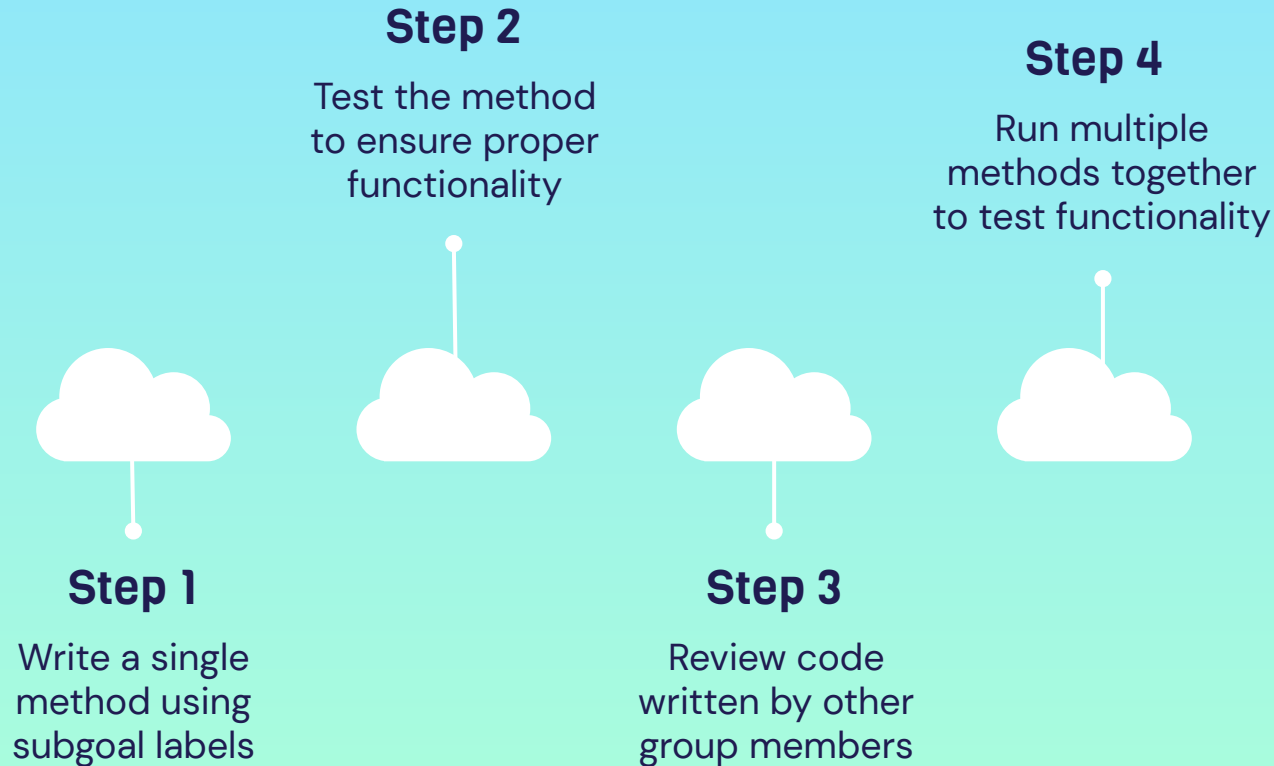 Step 1
Write a single
method using
subgoal labels
Step 2
Test the method
to ensure proper
functionality
Step 3
Review code
written by other
group members
Step 4
Run multiple
methods together
to test functionality